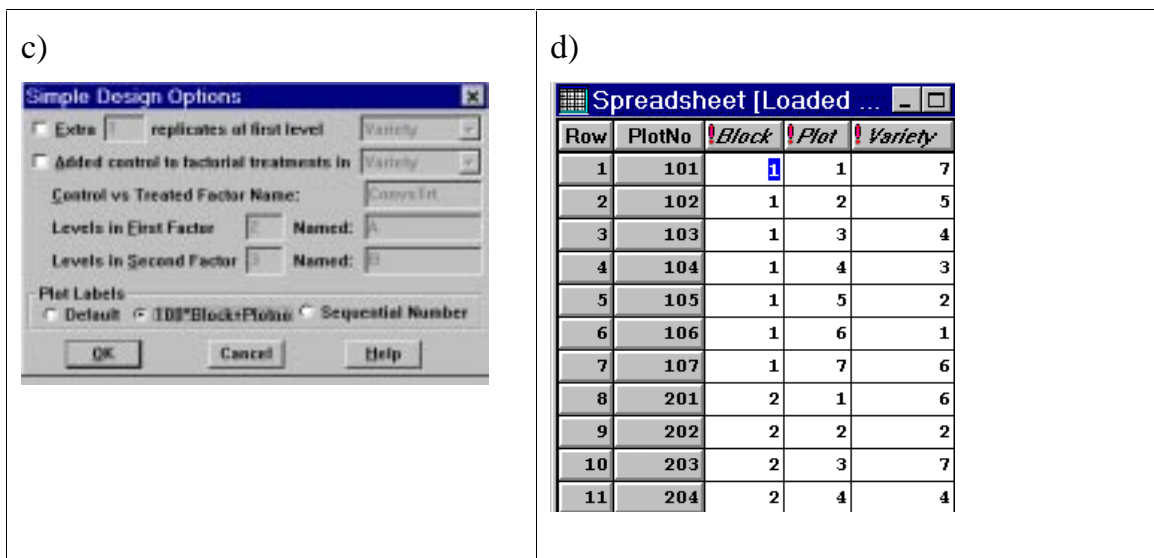 c)
Simple Design Options
Extra 1 replicates of first level Variety
Added control to factorial treatments in Variety
Control vs Treated Factor Name: ConvsTrt
Levels in First Factor 2 Named: A
Levels in Second Factor 3 Named: B
Plot Labels
Default 100*Block+Plotno Sequential Number
OK Cancel Help
d)
Spreadsheet [Loaded ...
Row PlotNo !Block !Plot ! Variety
1 101 1 1 7
2 102 1 2 5
3 103 1 3 4
4 104 1 4 3
5 105 1 5 2
6 106 1 6 1
7 107 1 7 6
8 201 2 1 6
9 202 2 2 2
10 203 2 3 7
11 204 2 4 4